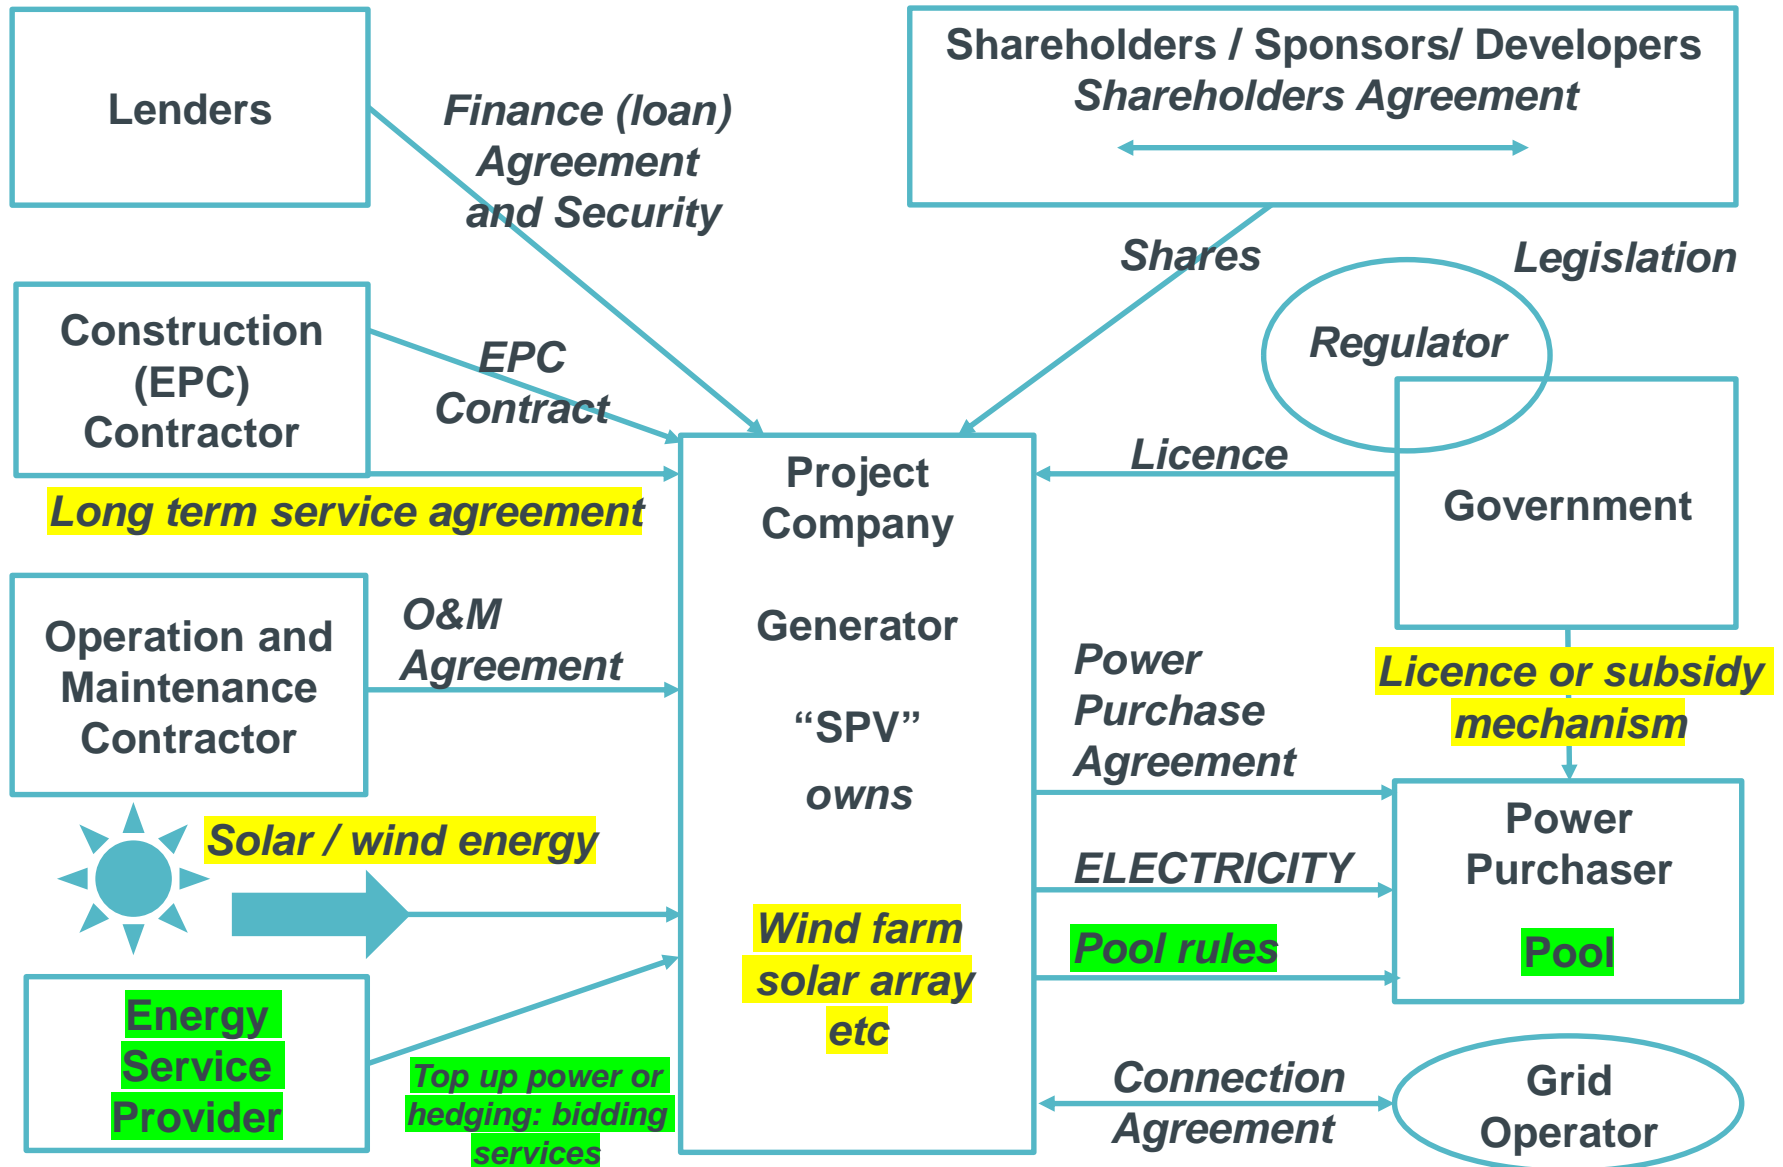 Lenders
Finance (loan)
Agreement
and Security
Shareholders / Sponsors/ Developers
Shareholders Agreement
Shares
Legislation
Regulator
Construction
(EPC)
Contractor
EPC
Contract
Long term service agreement
Licence
Government
Operation and
Maintenance
Contractor
O&M
Agreement
Project
Company
Generator
“SPV”
owns
Wind farm
solar array
etc
Licence or subsidy
mechanism
Power
Purchase
Agreement
Solar / wind energy
ELECTRICITY
Pool rules
Power
Purchaser
Pool
Energy
Service
Provider
Top up power or
hedging: bidding
services
Connection
Agreement
Grid
Operator